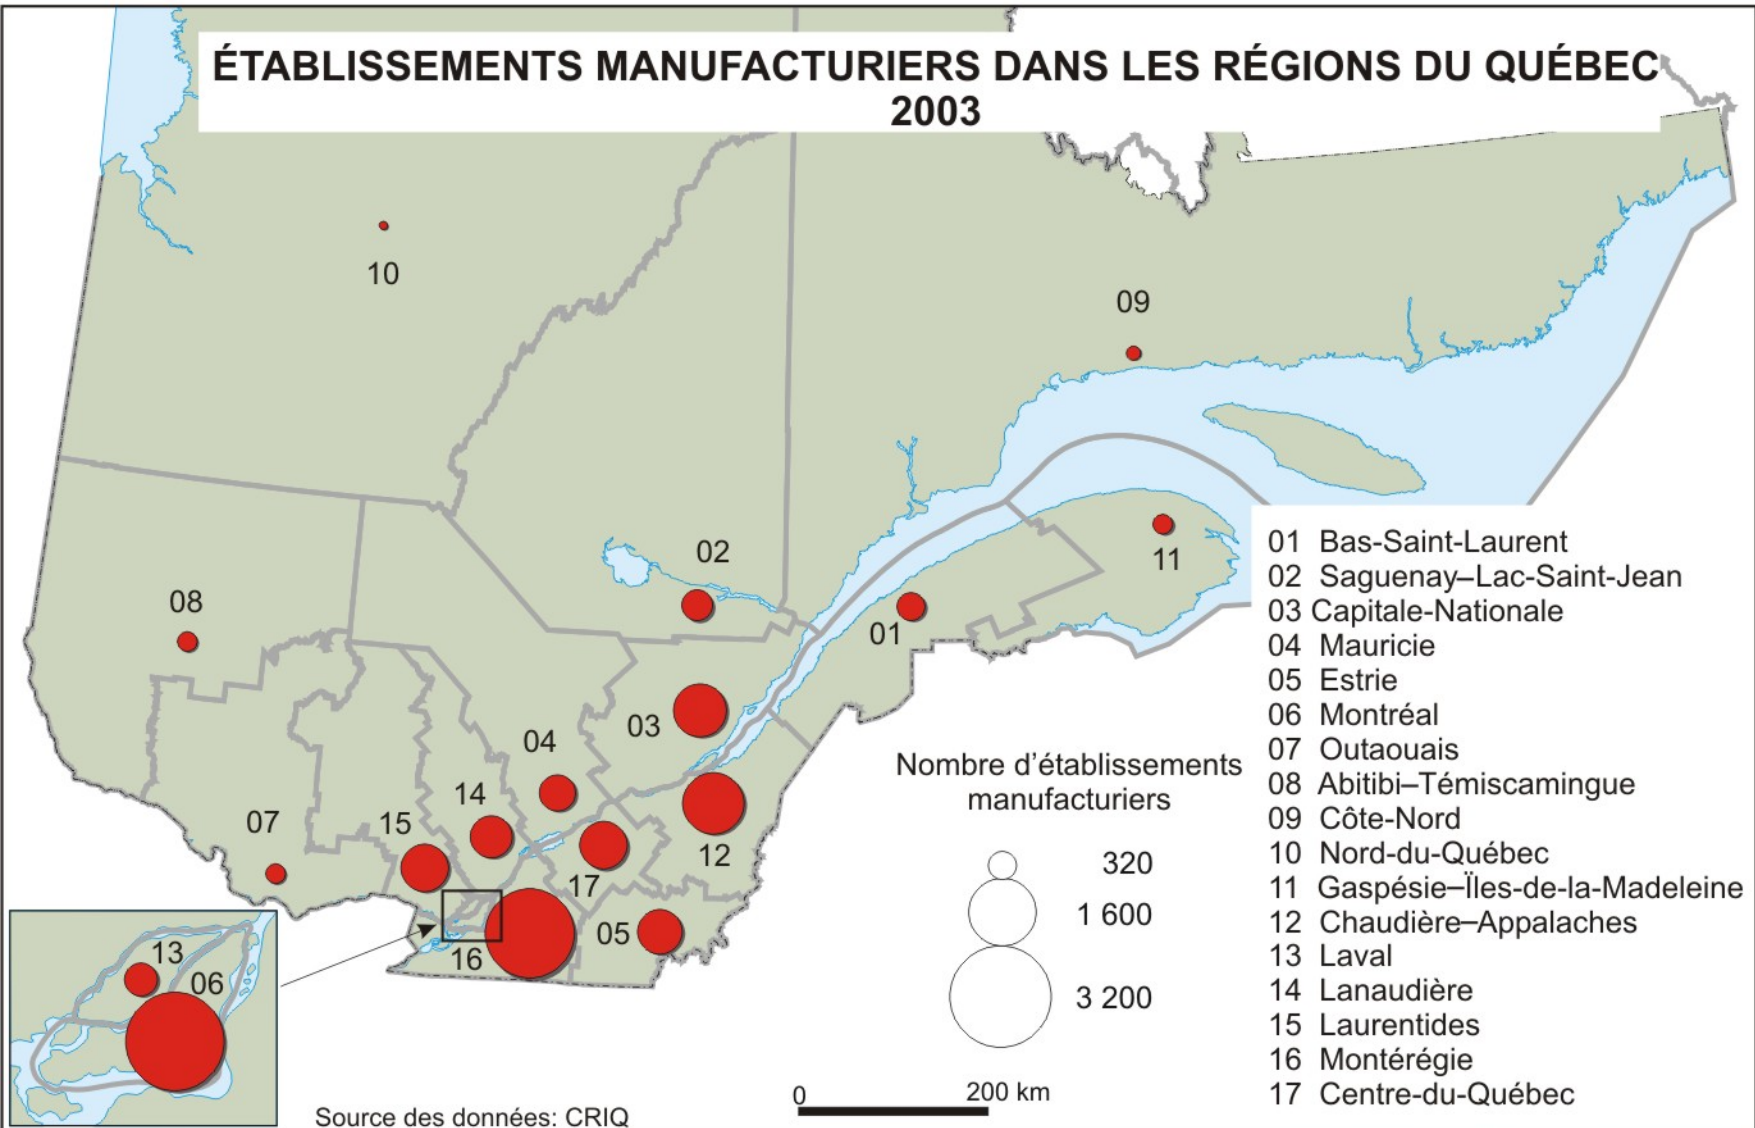 ÉTABLISSEMENTS MANUFACTURIERS DANS LES RÉGIONS DU QUÉBEC
2003
10
09
02
11
08
01
03
04
14
07
15
12
17
05
16
13
06
Nombre d’établissements
manufacturiers
320
1 600
3 200
0 200 km
Source des données: CRIQ
01 Bas-Saint-Laurent
02 Saguenay–Lac-Saint-Jean
03 Capitale-Nationale
04 Mauricie
05 Estrie
06 Montréal
07 Outaouais
08 Abitibi–Témiscamingue
09 Côte-Nord
10 Nord-du-Québec
11 Gaspésie–Ïles-de-la-Madeleine
12 Chaudière–Appalaches
13 Laval
14 Lanaudière
15 Laurentides
16 Montérégie
17 Centre-du-Québec